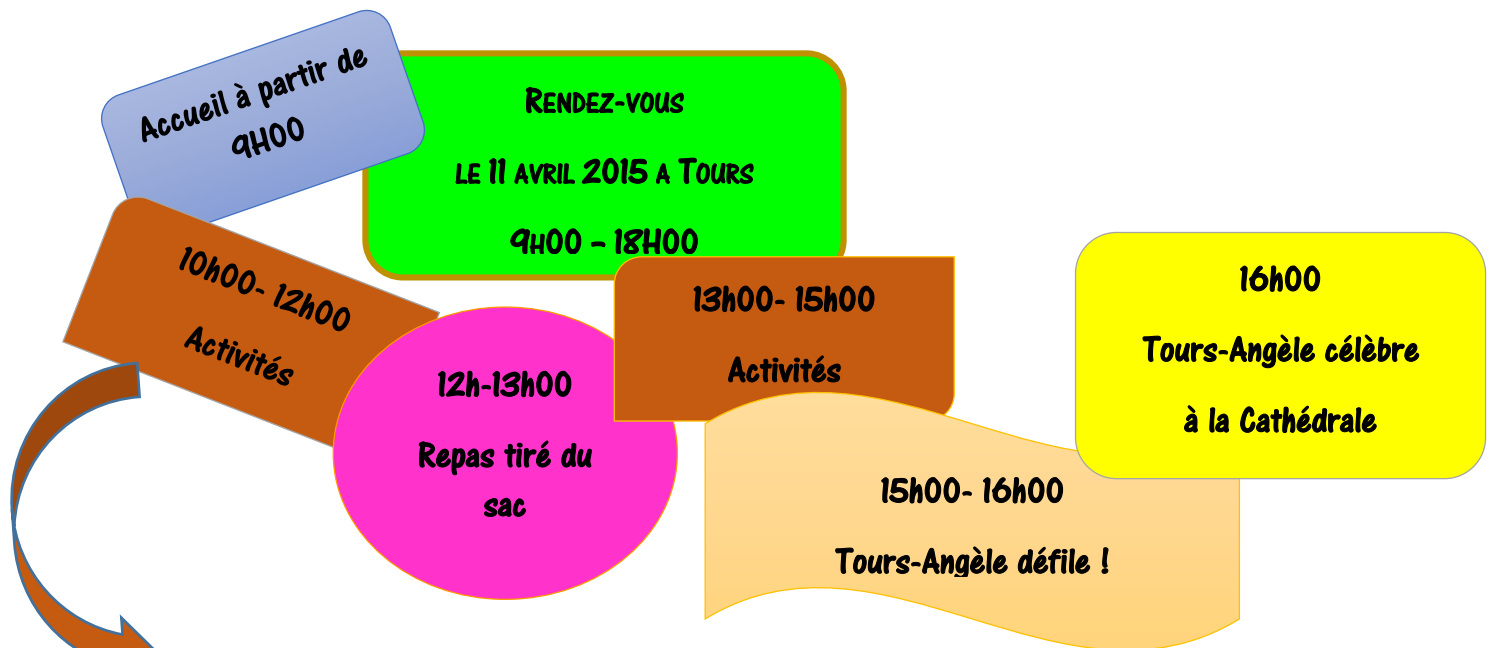 Accueil à partir de
9H00
RENDEZ-VOUS
LE 11 AVRIL 2015 A TOURS
9H00 – 18H00
10h00- 12h00
Activités
12h-13h00
Repas tiré du
sac
13h00- 15h00
Activités
15h00- 16h00
Tours-Angèle défile !
16h00
Tours-Angèle célèbre
à la Cathédrale